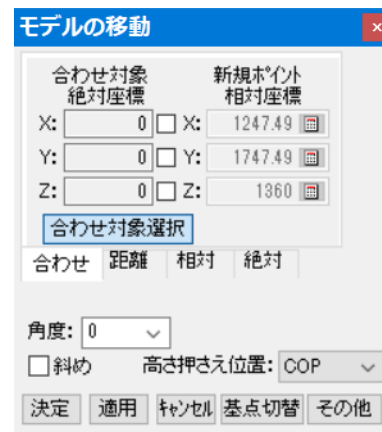 モデルの移動
合わせ対象 新規ポイント
絶対座標 相対座標
X: 0 X: 1247.49
Y: 0 Y: 1747.49
Z: 0 Z: 1360
合わせ対象選択
合わせ 距離 相対 絶対
角度: 0
斜め 高さ押さえ位置: COP
決定 適用 キャンセル 基点切替 その他